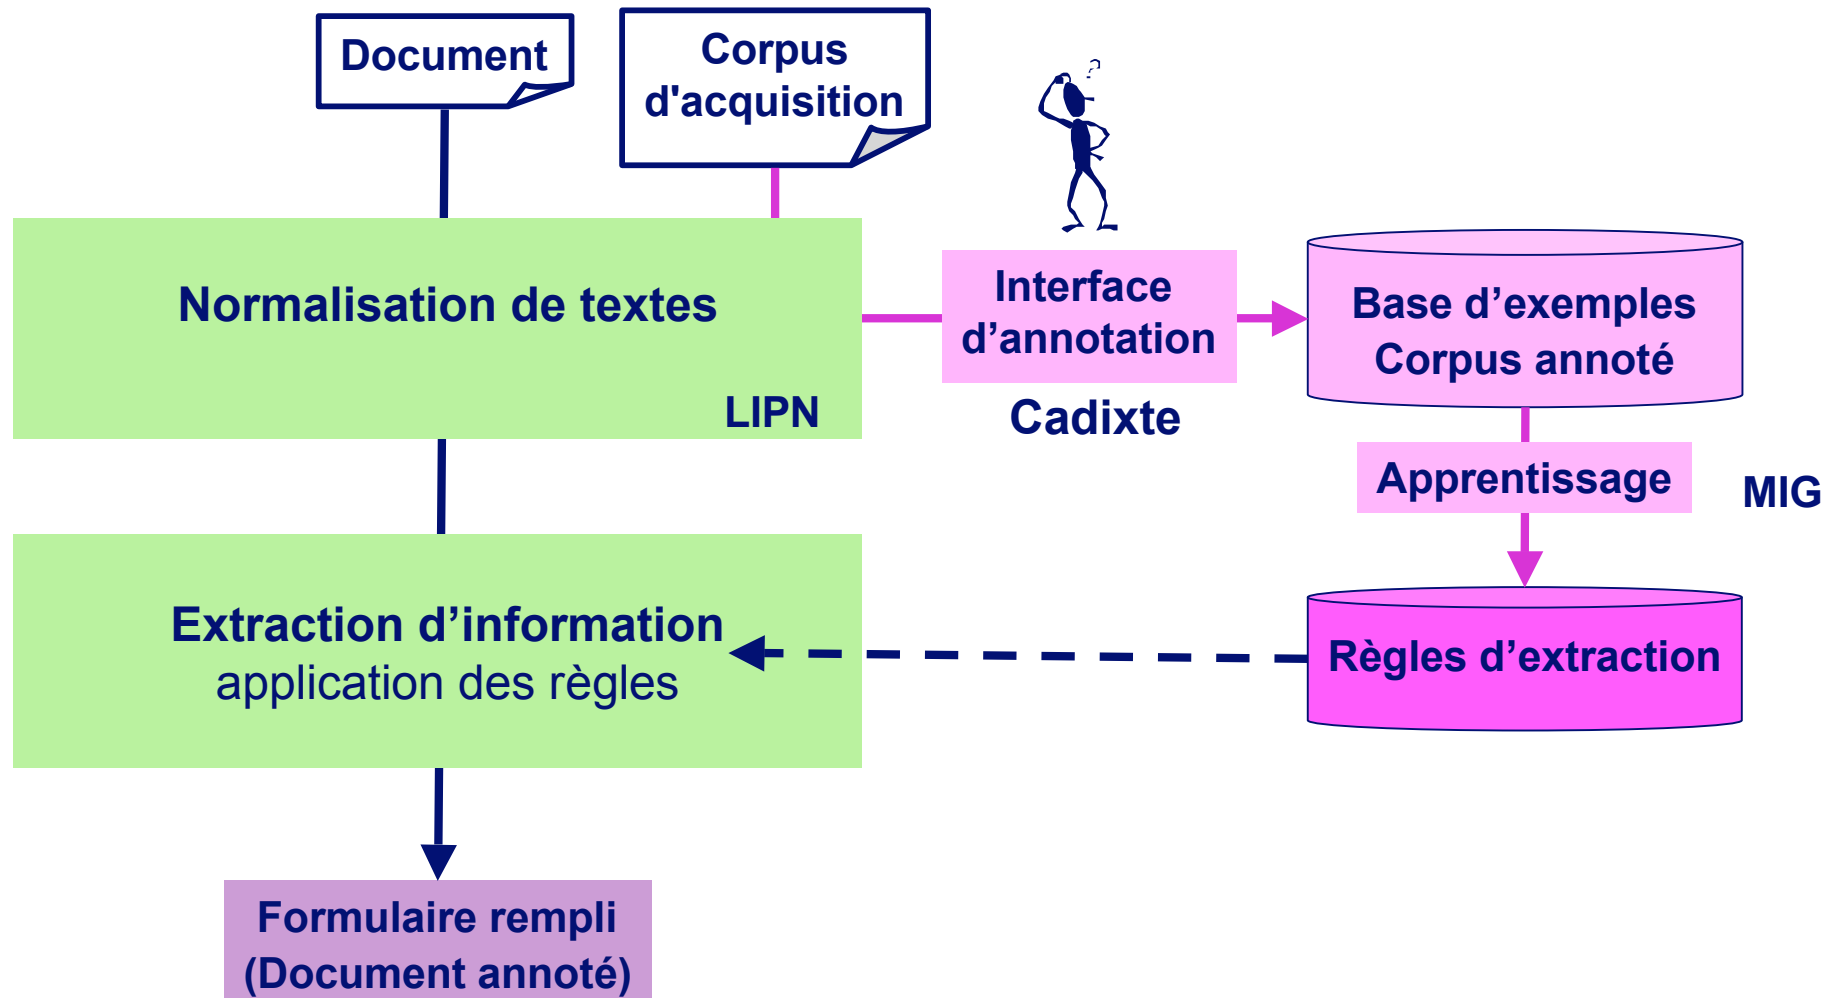 Document
Corpus
d'acquisition
?
Normalisation de textes
LIPN
Interface
d’annotation
Cadixte
Base d’exemples
Corpus annoté
Apprentissage
MIG
Extraction d’information
application des règles
Règles d’extraction
Formulaire rempli
(Document annoté)